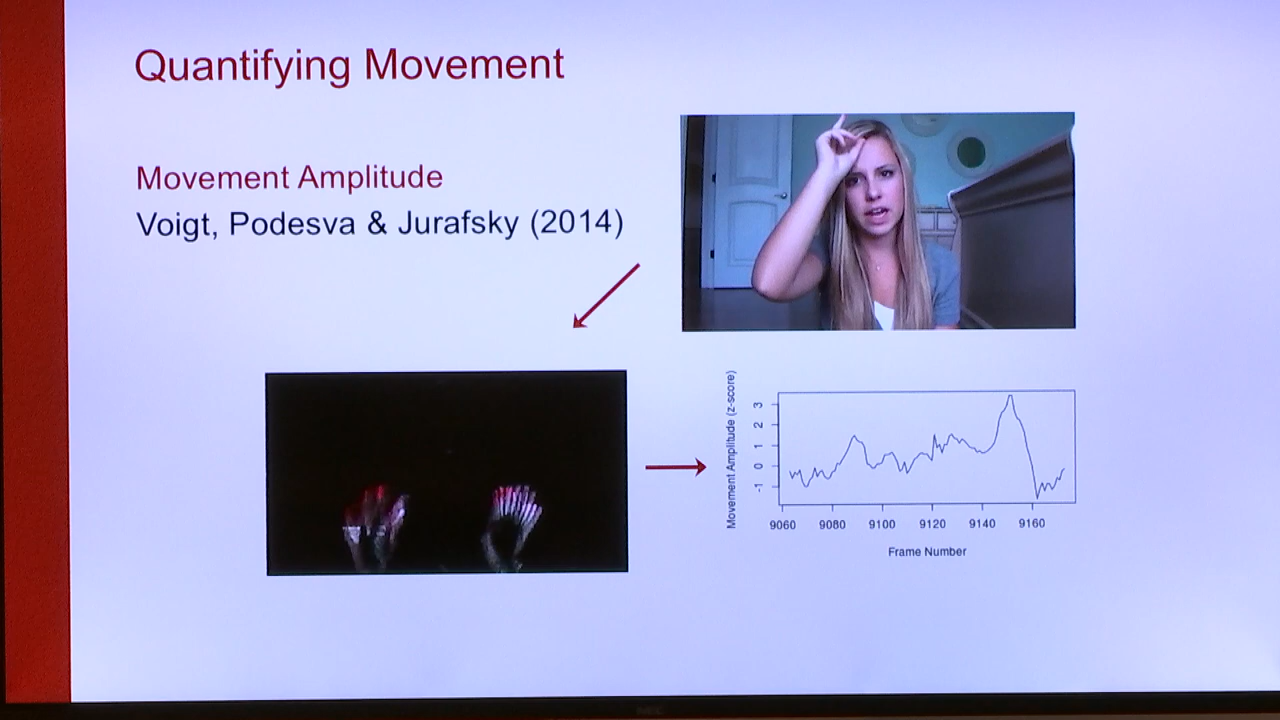 Quantifying Movement
Movement Amplitude
Voigt, Podesva & Jurafsky (2014)
Movement Amplitude (z-score)
3
2
1
0
-1
9060 9080 9100 9120 9140 9160
Frame Number